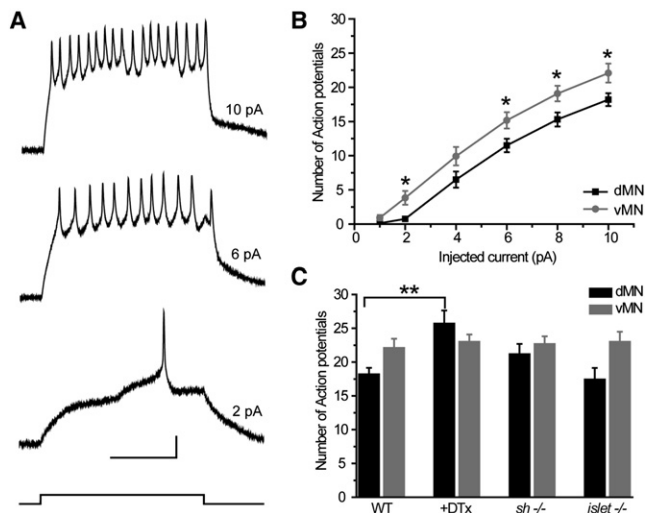 A
10 pA
6 pA
2 pA
B
Number of Action potentials
30
25
20
15
10
5
0
0
2
4
6
8
10
Injected current (pA)
*
*
*
*
*
dMN
vMN
C
Number of Action potentials
30
25
20
15
10
5
0
**
dMN
vMN
WT
+DTx
sh -/-
islet -/-